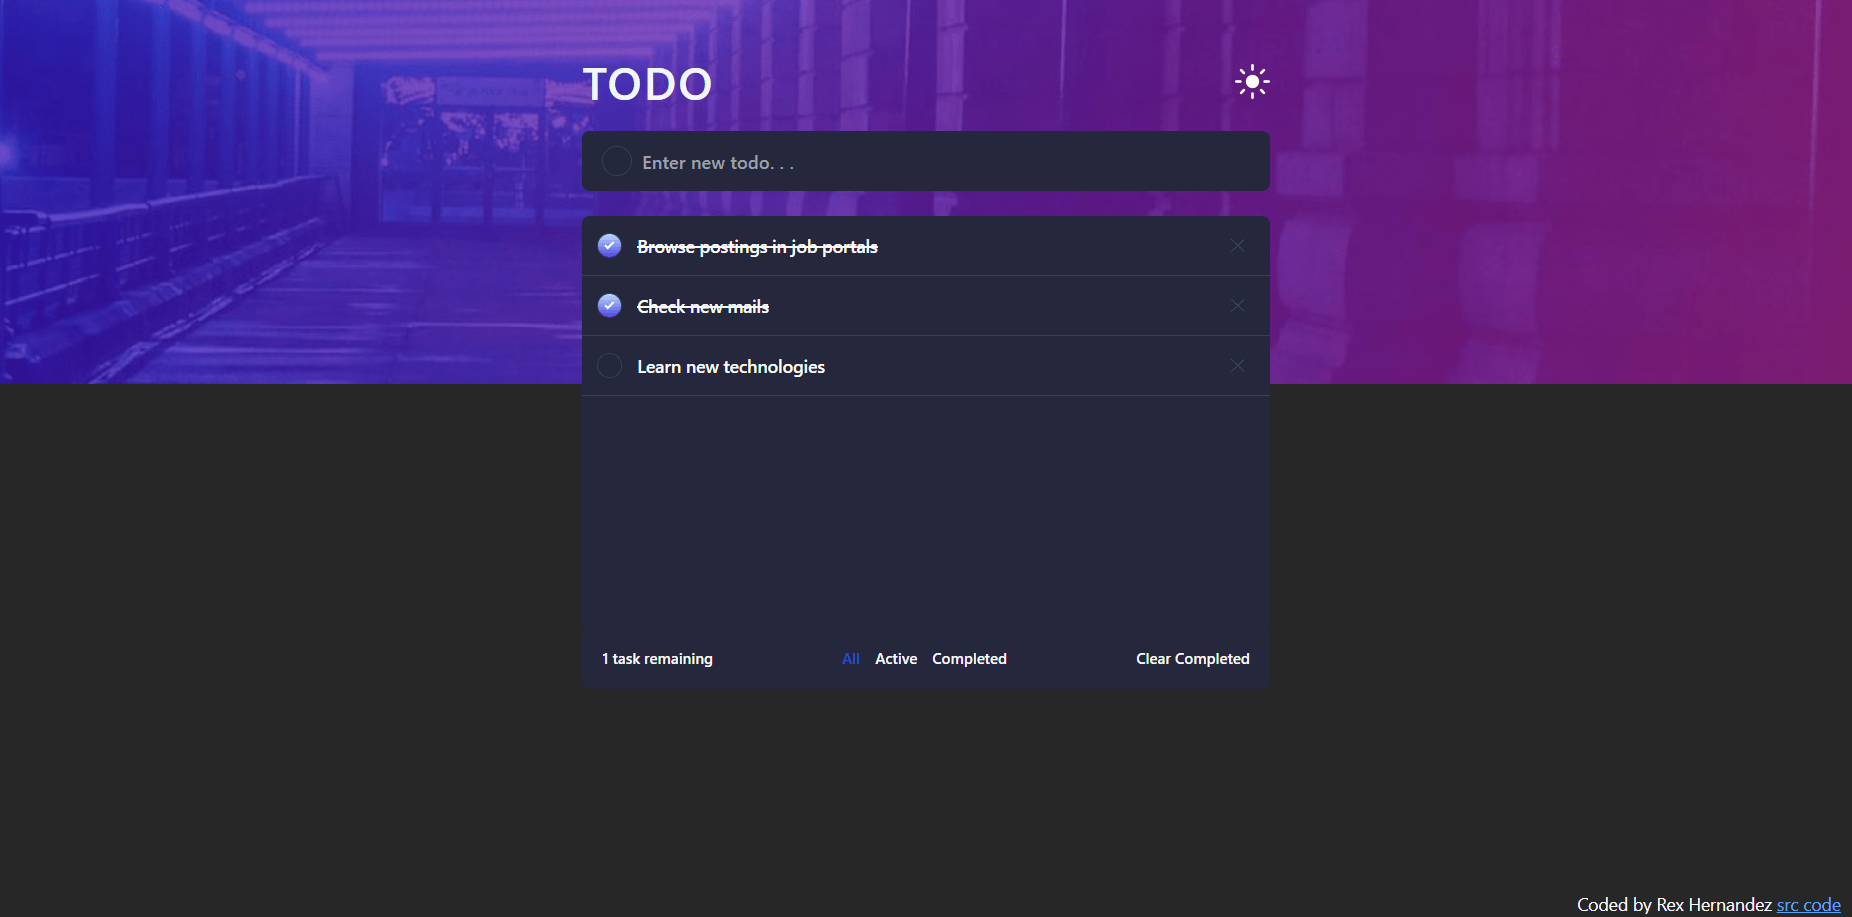 TODO
Enter new todo. . .
Browse postings in job portals
Check new mails
Learn new technologies
1 task remaining All Active Completed Clear Completed
Coded by Rex Hernandez src code